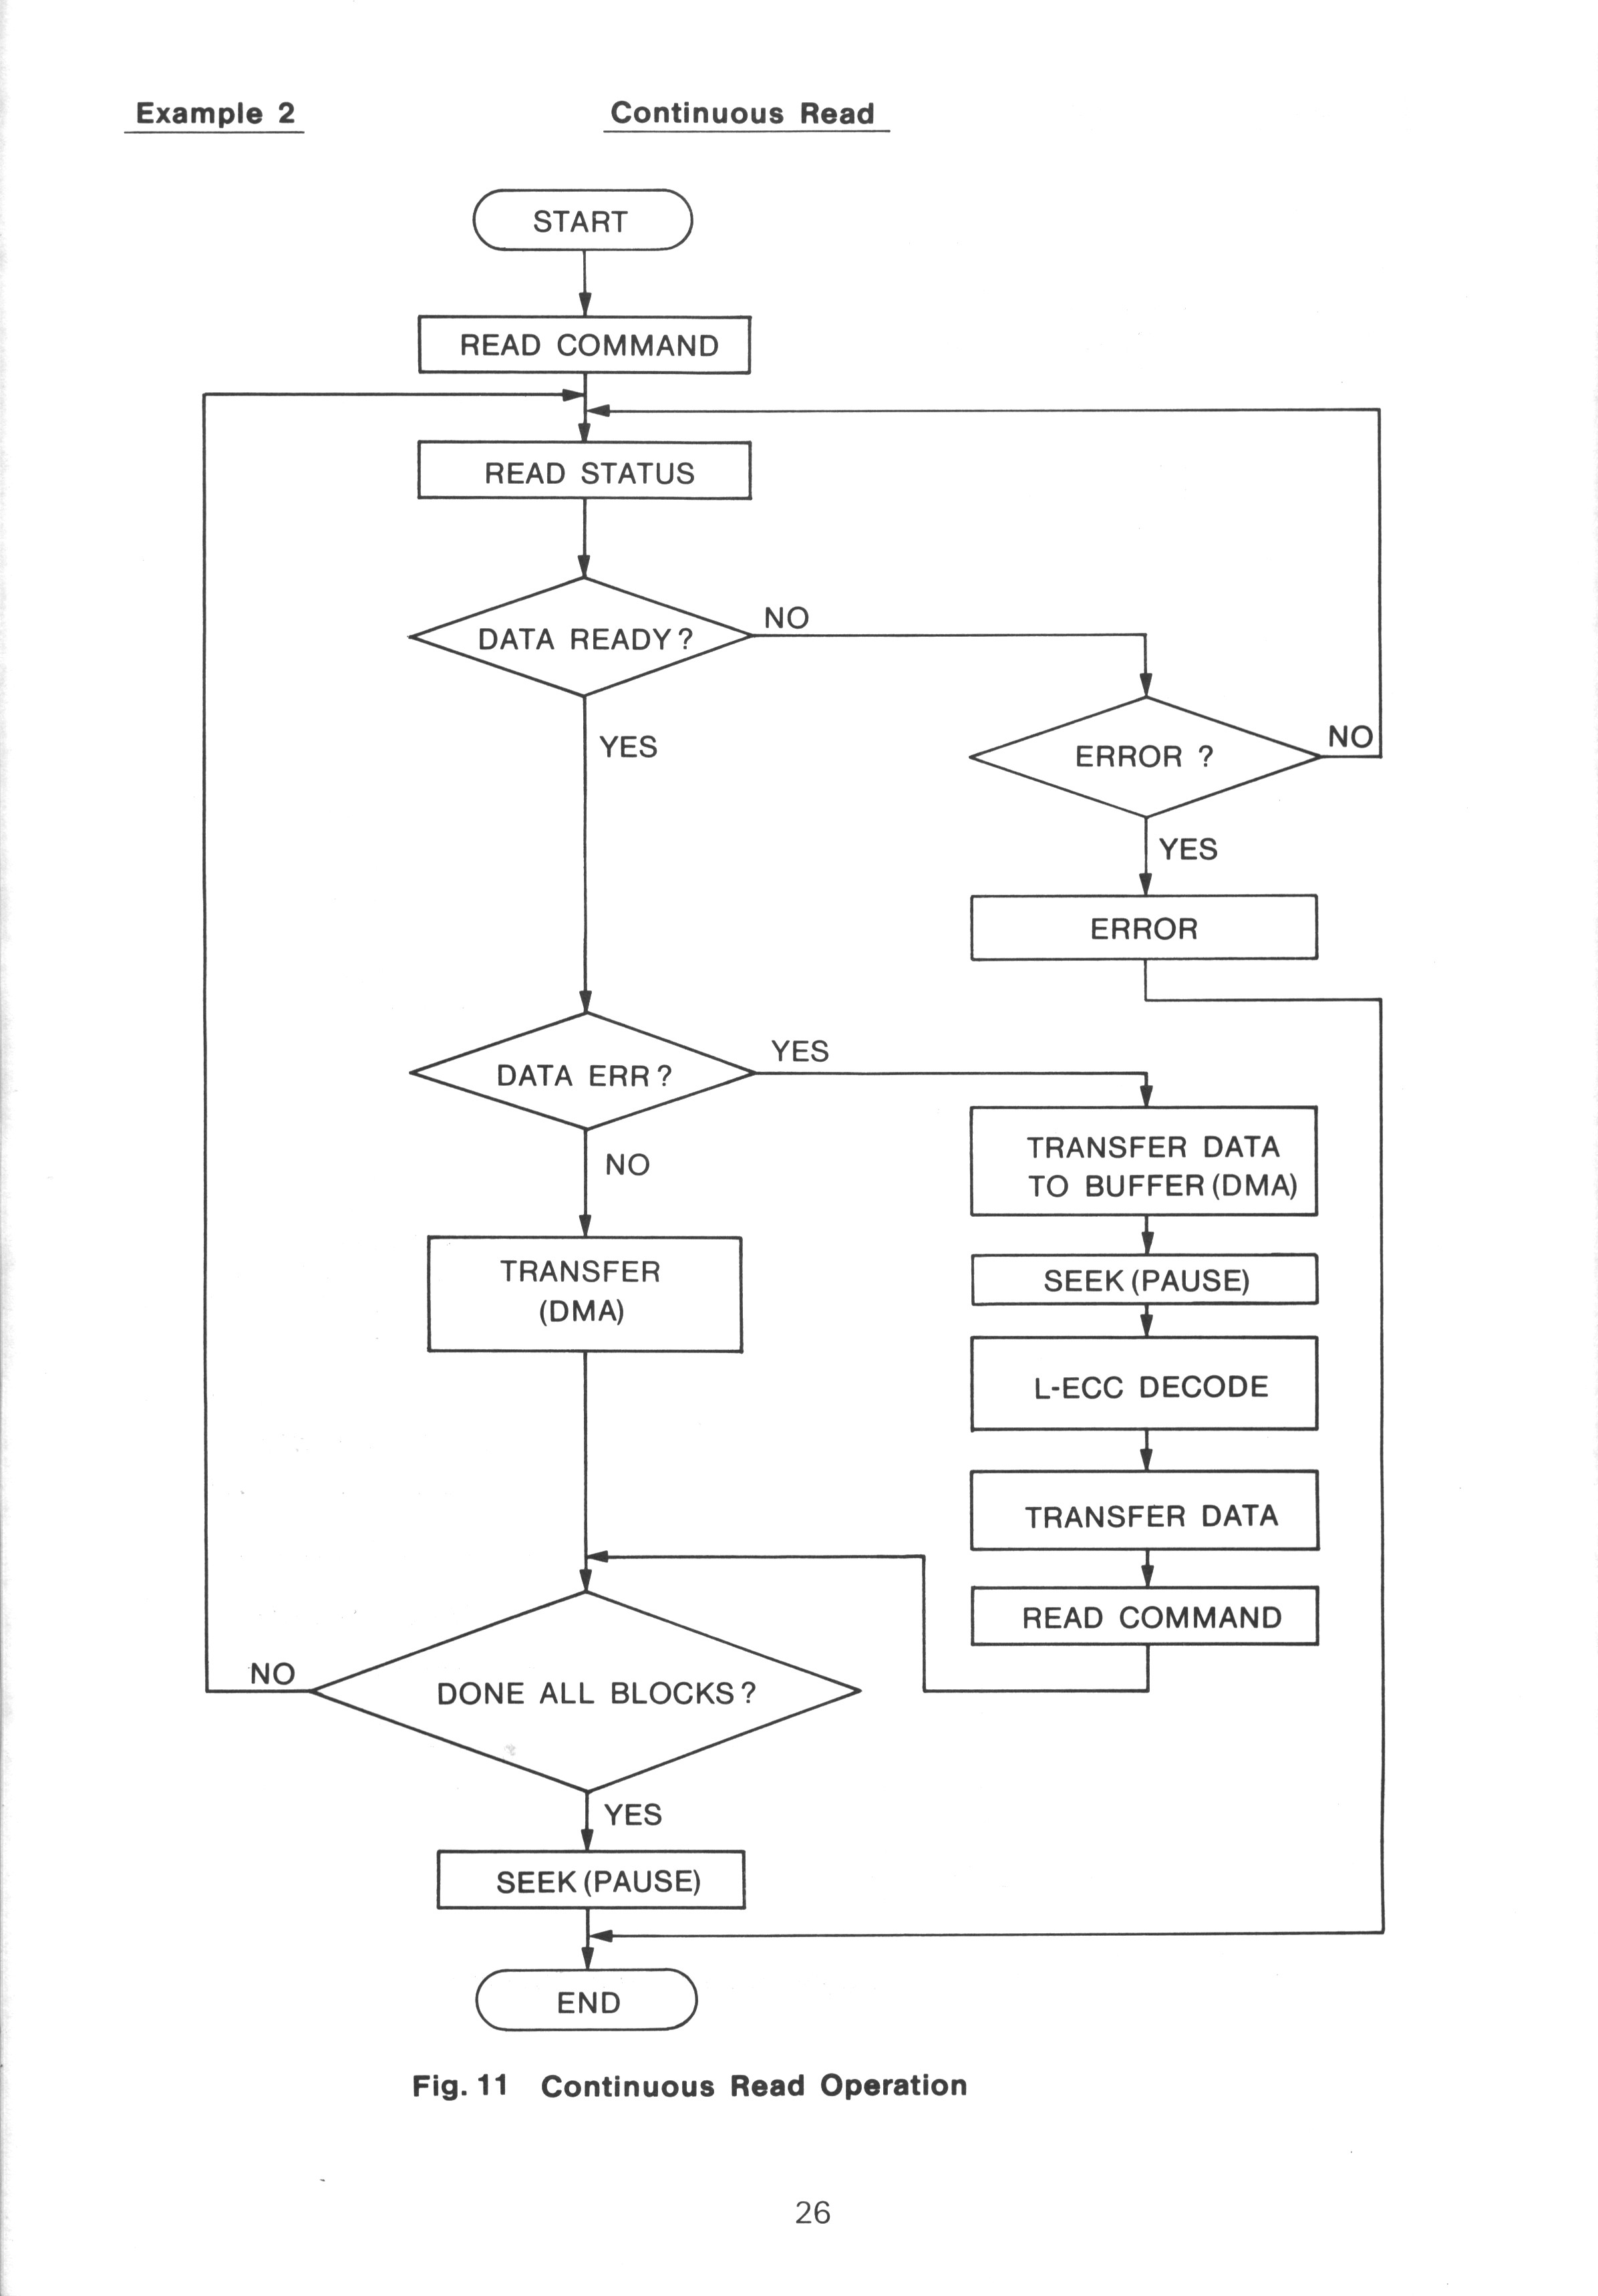 Example 2
Continuous Read
START
READ COMMAND
READ STATUS
DATA READY?
NO
YES
ERROR ?
NO
YES
ERROR
DATA ERR?
YES
NO
TRANSFER DATA
TO BUFFER (DMA)
SEEK (PAUSE)
L-ECC DECODE
TRANSFER DATA
READ COMMAND
TRANSFER
(DMA)
DONE ALL BLOCKS?
NO
YES
SEEK (PAUSE)
END
Fig. 11 Continuous Read Operation
26